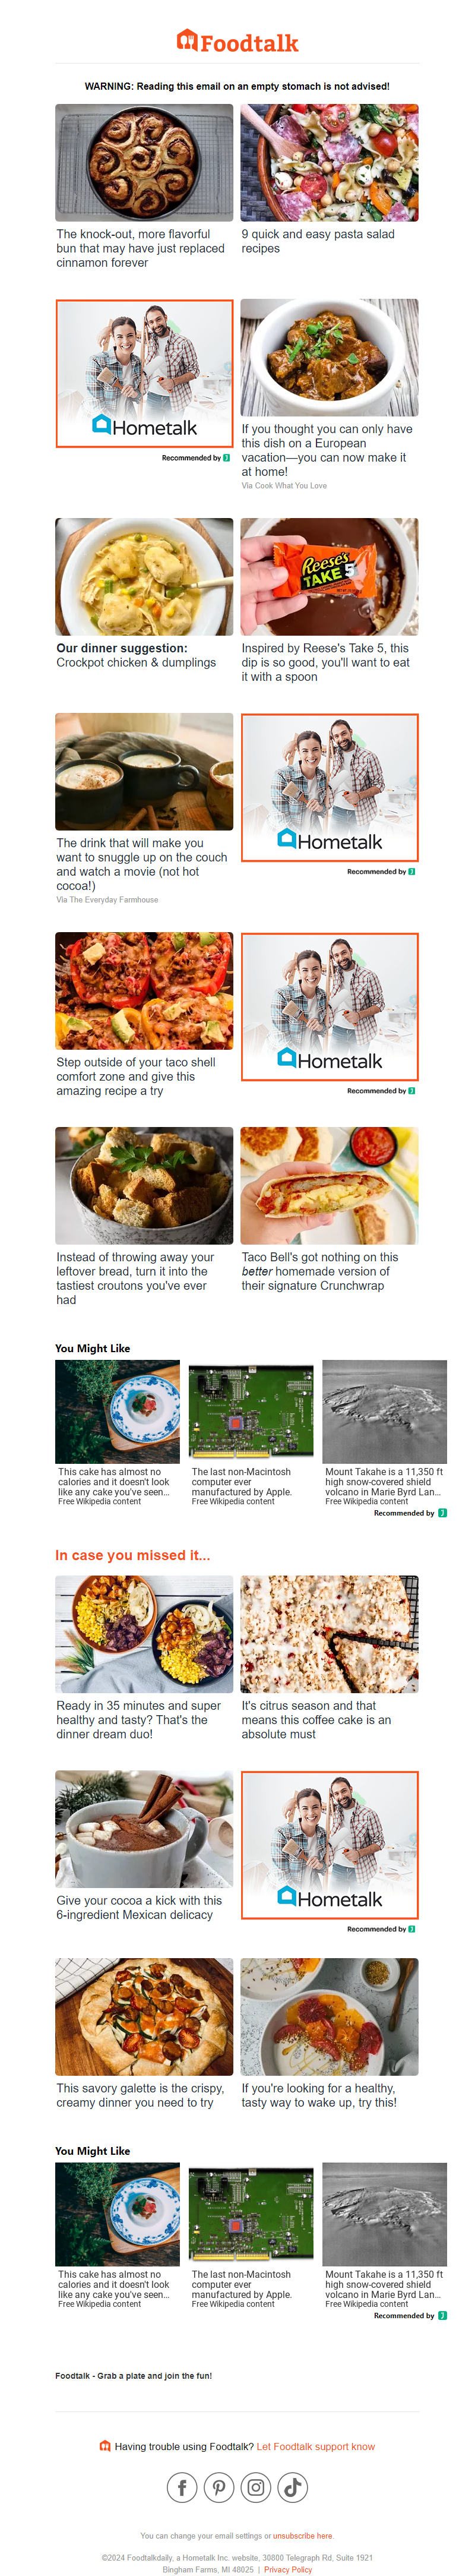 Foodtalk
WARNING: Reading this email on an empty stomach is not advised!
The knock-out, more flavorful
bun that may have just replaced
cinnamon forever
9 quick and easy pasta salad
recipes
Hometalk
Recommended by
If you thought you can only have
this dish on a European
vacation—you can now make it
at home!
Via Cook What You Love
Our dinner suggestion:
Crockpot chicken & dumplings
Reese's
TAKE 5
Inspired by Reese's Take 5, this
dip is so good, you'll want to eat
it with a spoon
The drink that will make you
want to snuggle up on the couch
and watch a movie (not hot
cocoa!)
Via The Everyday Farmhouse
Hometalk
Recommended by
Step outside of your taco shell
comfort zone and give this
amazing recipe a try
Hometalk
Recommended by
Instead of throwing away your
leftover bread, turn it into the
tastiest croutons you've ever
had
Taco Bell's got nothing on this
better homemade version of
their signature Crunchwrap
You Might Like
This cake has almost no
calories and it doesn't look
like any cake you've seen...
Free Wikipedia content
The last non-Macintosh
computer ever
manufactured by Apple.
Free Wikipedia content
Mount Takahe is a 11,350 ft
high snow-covered shield
volcano in Marie Byrd Lan...
Free Wikipedia content
Recommended by
In case you missed it...
Ready in 35 minutes and super
healthy and tasty? That's the
dinner dream duo!
It's citrus season and that
means this coffee cake is an
absolute must
Give your cocoa a kick with this
6-ingredient Mexican delicacy
Hometalk
Recommended by
This savory galette is the crispy,
creamy dinner you need to try
If you're looking for a healthy,
tasty way to wake up, try this!
You Might Like
This cake has almost no
calories and it doesn't look
like any cake you've seen...
Free Wikipedia content
The last non-Macintosh
computer ever
manufactured by Apple.
Free Wikipedia content
Mount Takahe is a 11,350 ft
high snow-covered shield
volcano in Marie Byrd Lan...
Free Wikipedia content
Recommended by
Foodtalk - Grab a plate and join the fun!
Having trouble using Foodtalk? Let Foodtalk support know
You can change your email settings or unsubscribe here.
©2024 Foodtalkdaily, a Hometalk Inc. website, 30800 Telegraph Rd, Suite 1921
Bingham Farms, MI 48025 | Privacy Policy